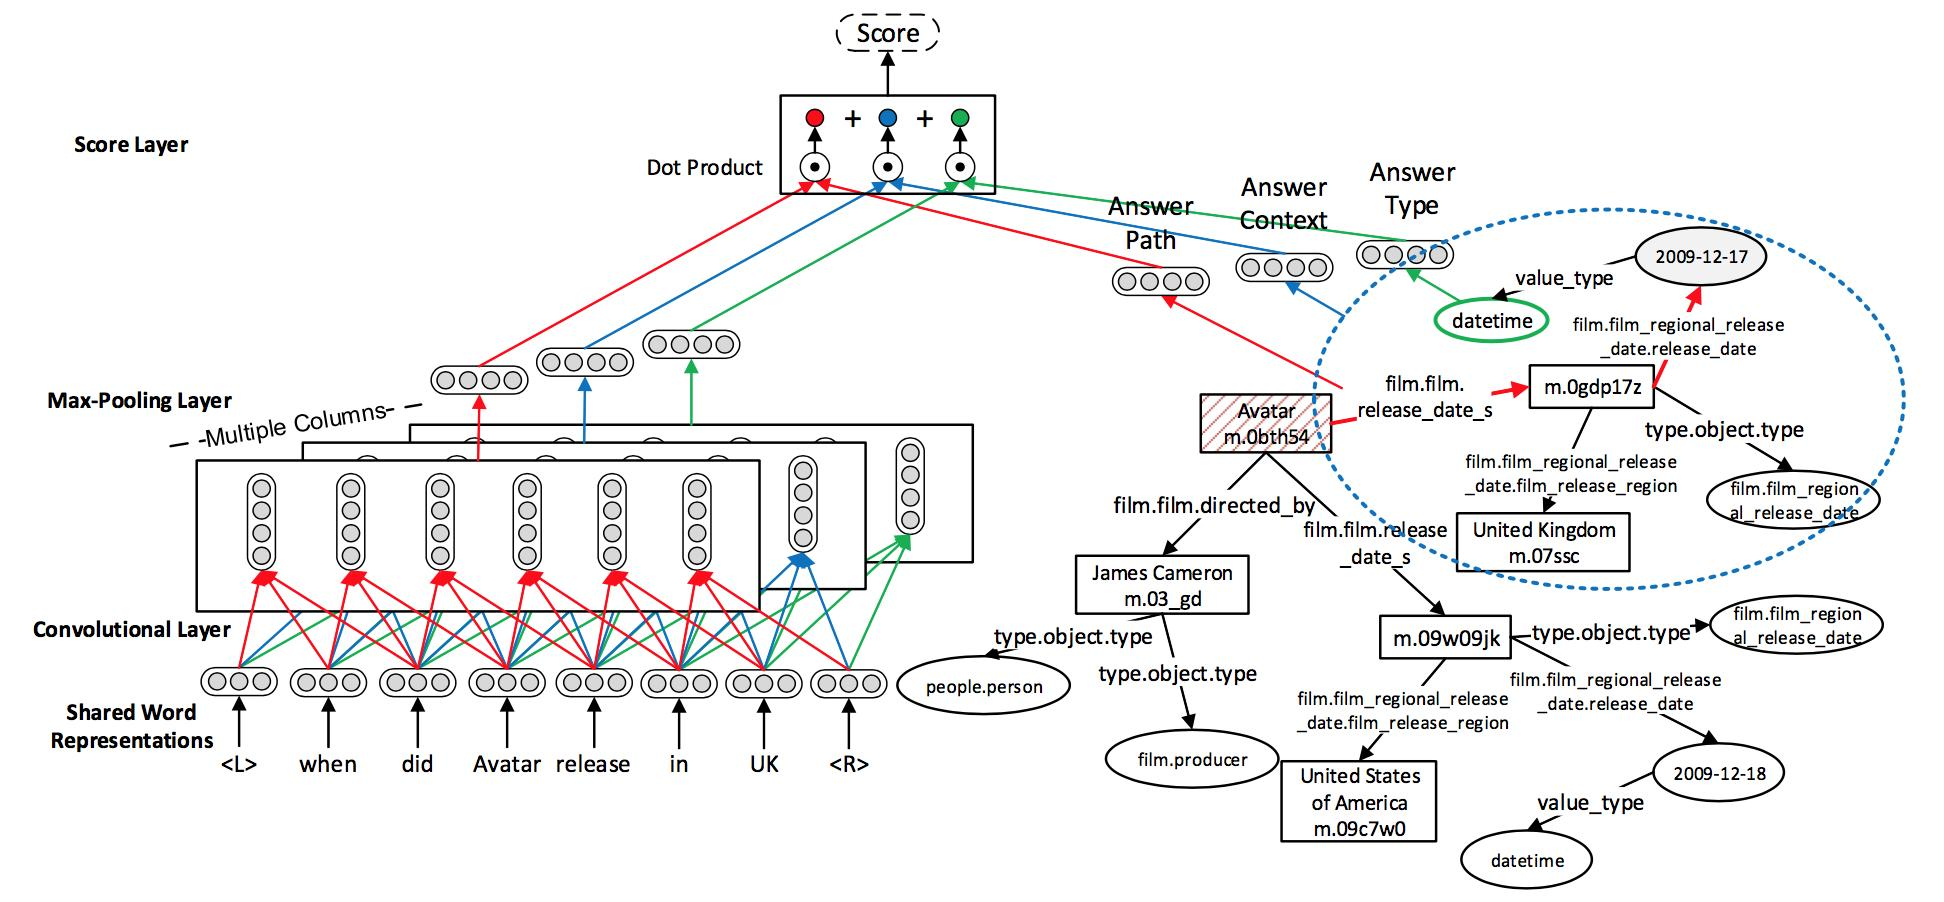 Score
Score Layer
Dot Product
+ +
Answer
Path
Answer
Context
Answer
Type
2009-12-17
value_type
datetime
film.film_regional_release
_date.release_date
film.film.
release_date_s
m.0gdp17z
Avatar
m.0bth54
type.object.type
film.film_regional_release
_date.film_release_region
film.film_region
al_release_date
United Kingdom
m.07ssc
Max-Pooling Layer
Multiple Columns
film.film.directed_by
film.film.release
_date_s
James Cameron
m.03_gd
type.object.type
people.person
type.object.type
film.producer
m.09w09jk
type.object.type
film.film_region
al_release_date
film.film_regional_release
_date.release_date
film.film_regional_release
_date.film_release_region
United States
of America
m.09c7w0
2009-12-18
value_type
datetime
Convolutional Layer
Shared Word
Representations
<L> when did Avatar release in UK <R>